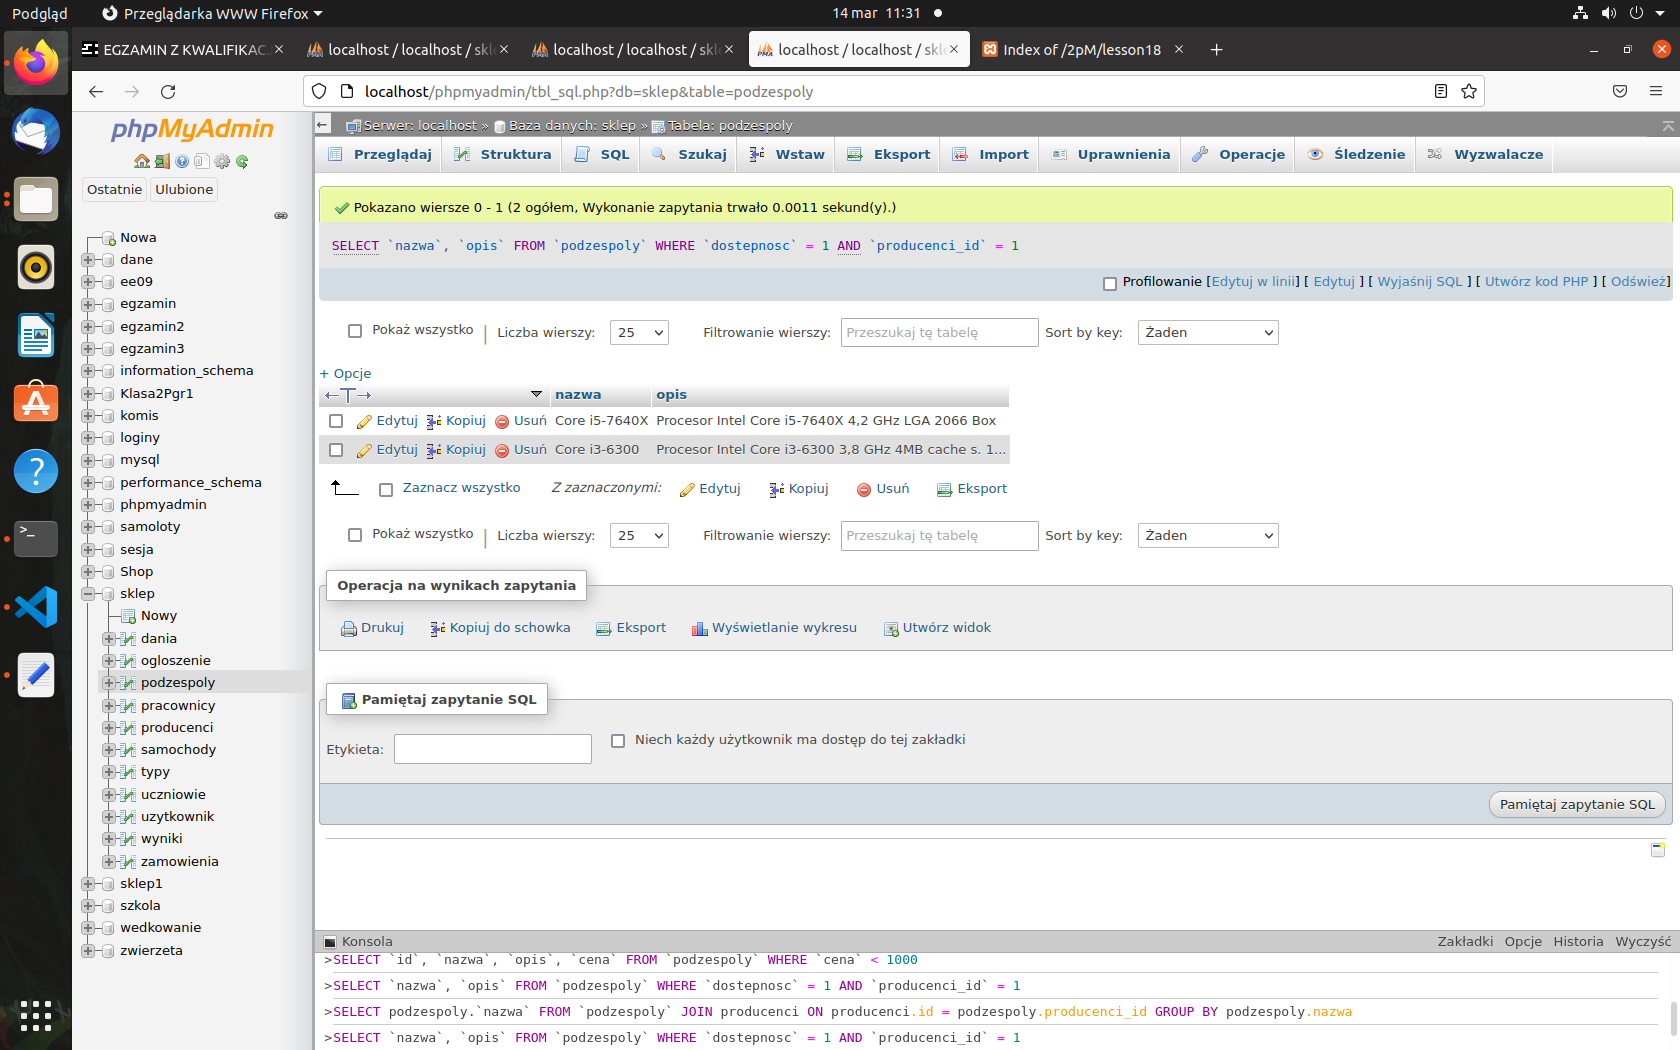 Podgląd
Przeglądarka WWW Firefox
14 mar 11:31
EGZAMIN Z KWALIFIKAC
localhost / localhost / skl
localhost / localhost / skl
localhost / localhost / skl
Index of /2pM/lesson18
localhost/phpmyadmin/tbl_sql.php?db=sklep&table=podzespoly
phpMyAdmin
Ostatnie
Ulubione
Nowa
dane
ee09
egzamin
egzamin2
egzamin3
information_schema
Klasa2Pgr1
komis
loginy
mysql
performance_schema
phpmyadmin
samoloty
sesja
Shop
sklep
Nowy
dania
ogloszenie
podzespoly
pracownicy
producenci
samochody
typy
uczniowie
uzytkownik
wyniki
zamowienia
sklep1
szkola
wedkowanie
zwierzeta
Serwer: localhost » Baza danych: sklep » Tabela: podzespoly
Przeglądaj Struktura SQL Szukaj Wstaw Eksport Import Uprawnienia Operacje Śledzenie Wyzwalacze
Pokazano wiersze 0 - 1 (2 ogółem, Wykonanie zapytania trwało 0.0011 sekund(y).)
SELECT `nazwa`, `opis` FROM `podzespoly` WHERE `dostepnosc` = 1 AND `producenci_id` = 1
Profilowanie [Edytuj w linii] [ Edytuj ] [ Wyjaśnij SQL ] [ Utwórz kod PHP ] [ Odśwież]
Pokaż wszystko | Liczba wierszy: 25 Filtrowanie wierszy: Przeszukaj tę tabelę Sort by key: Żaden
+ Opcje
←T→ nazwa opis
Edytuj Kopiuj Usuń Core i5-7640X Procesor Intel Core i5-7640X 4,2 GHz LGA 2066 Box
Edytuj Kopiuj Usuń Core i3-6300 Procesor Intel Core i3-6300 3,8 GHz 4MB cache s. 1...
Zaznacz wszystko Z zaznaczonymi: Edytuj Kopiuj Usuń Eksport
Pokaż wszystko | Liczba wierszy: 25 Filtrowanie wierszy: Przeszukaj tę tabelę Sort by key: Żaden
Operacja na wynikach zapytania
Drukuj Kopiuj do schowka Eksport Wyświetlanie wykresu Utwórz widok
Pamiętaj zapytanie SQL
Etykieta: Niech każdy użytkownik ma dostęp do tej zakładki
Pamiętaj zapytanie SQL
Konsola Zakładki Opcje Historia Wyczyść
>SELECT `id`, `nazwa`, `opis`, `cena` FROM `podzespoly` WHERE `cena` < 1000
>SELECT `nazwa`, `opis` FROM `podzespoly` WHERE `dostepnosc` = 1 AND `producenci_id` = 1
>SELECT podzespoly.`nazwa` FROM `podzespoly` JOIN producenci ON producenci.id = podzespoly.producenci_id GROUP BY podzespoly.nazwa
>SELECT `nazwa`, `opis` FROM `podzespoly` WHERE `dostepnosc` = 1 AND `producenci_id` = 1